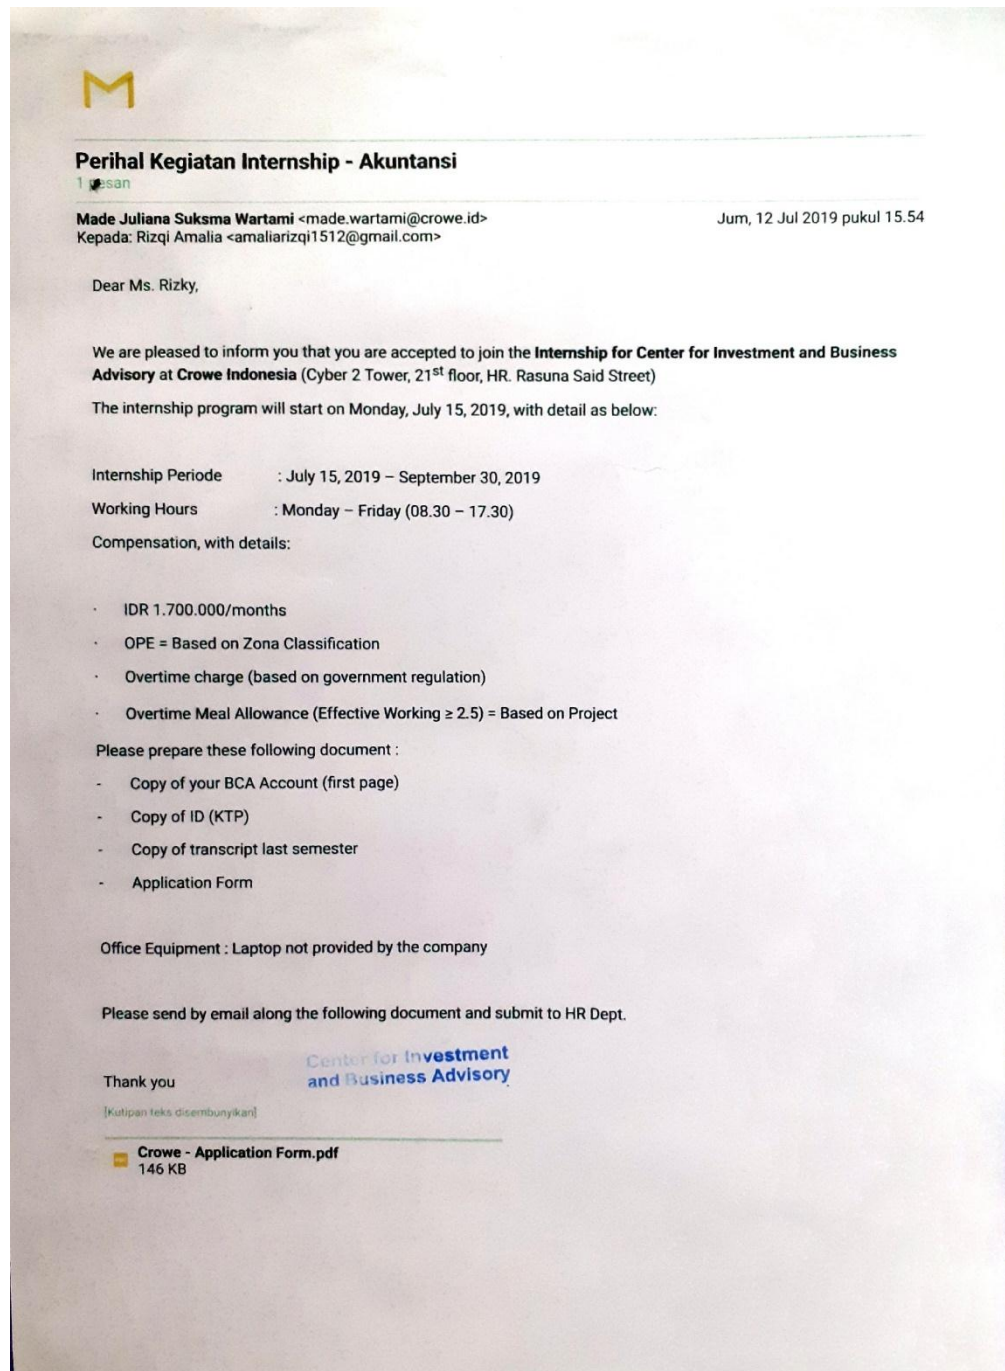 Perihal Kegiatan Internship - Akuntansi
1 pesan
Made Juliana Suksma Wartami <made.wartami@crowe.id>
Jum, 12 Jul 2019 pukul 15.54
Kepada: Rizqi Amalia <amaliarizqi1512@gmail.com>
Dear Ms. Rizky,
We are pleased to inform you that you are accepted to join the Internship for Center for Investment and Business
Advisory at Crowe Indonesia (Cyber 2 Tower, 21st floor, HR. Rasuna Said Street)
The internship program will start on Monday, July 15, 2019, with detail as below:
Internship Periode : July 15, 2019 – September 30, 2019
Working Hours : Monday – Friday (08.30 – 17.30)
Compensation, with details:
· IDR 1.700.000/months
· OPE = Based on Zona Classification
· Overtime charge (based on government regulation)
· Overtime Meal Allowance (Effective Working ≥ 2.5) = Based on Project
Please prepare these following document :
- Copy of your BCA Account (first page)
- Copy of ID (KTP)
- Copy of transcript last semester
- Application Form
Office Equipment : Laptop not provided by the company
Please send by email along the following document and submit to HR Dept.
Center for Investment
and Business Advisory
Thank you
[Kutipan teks disembunyikan]
Crowe - Application Form.pdf
146 KB